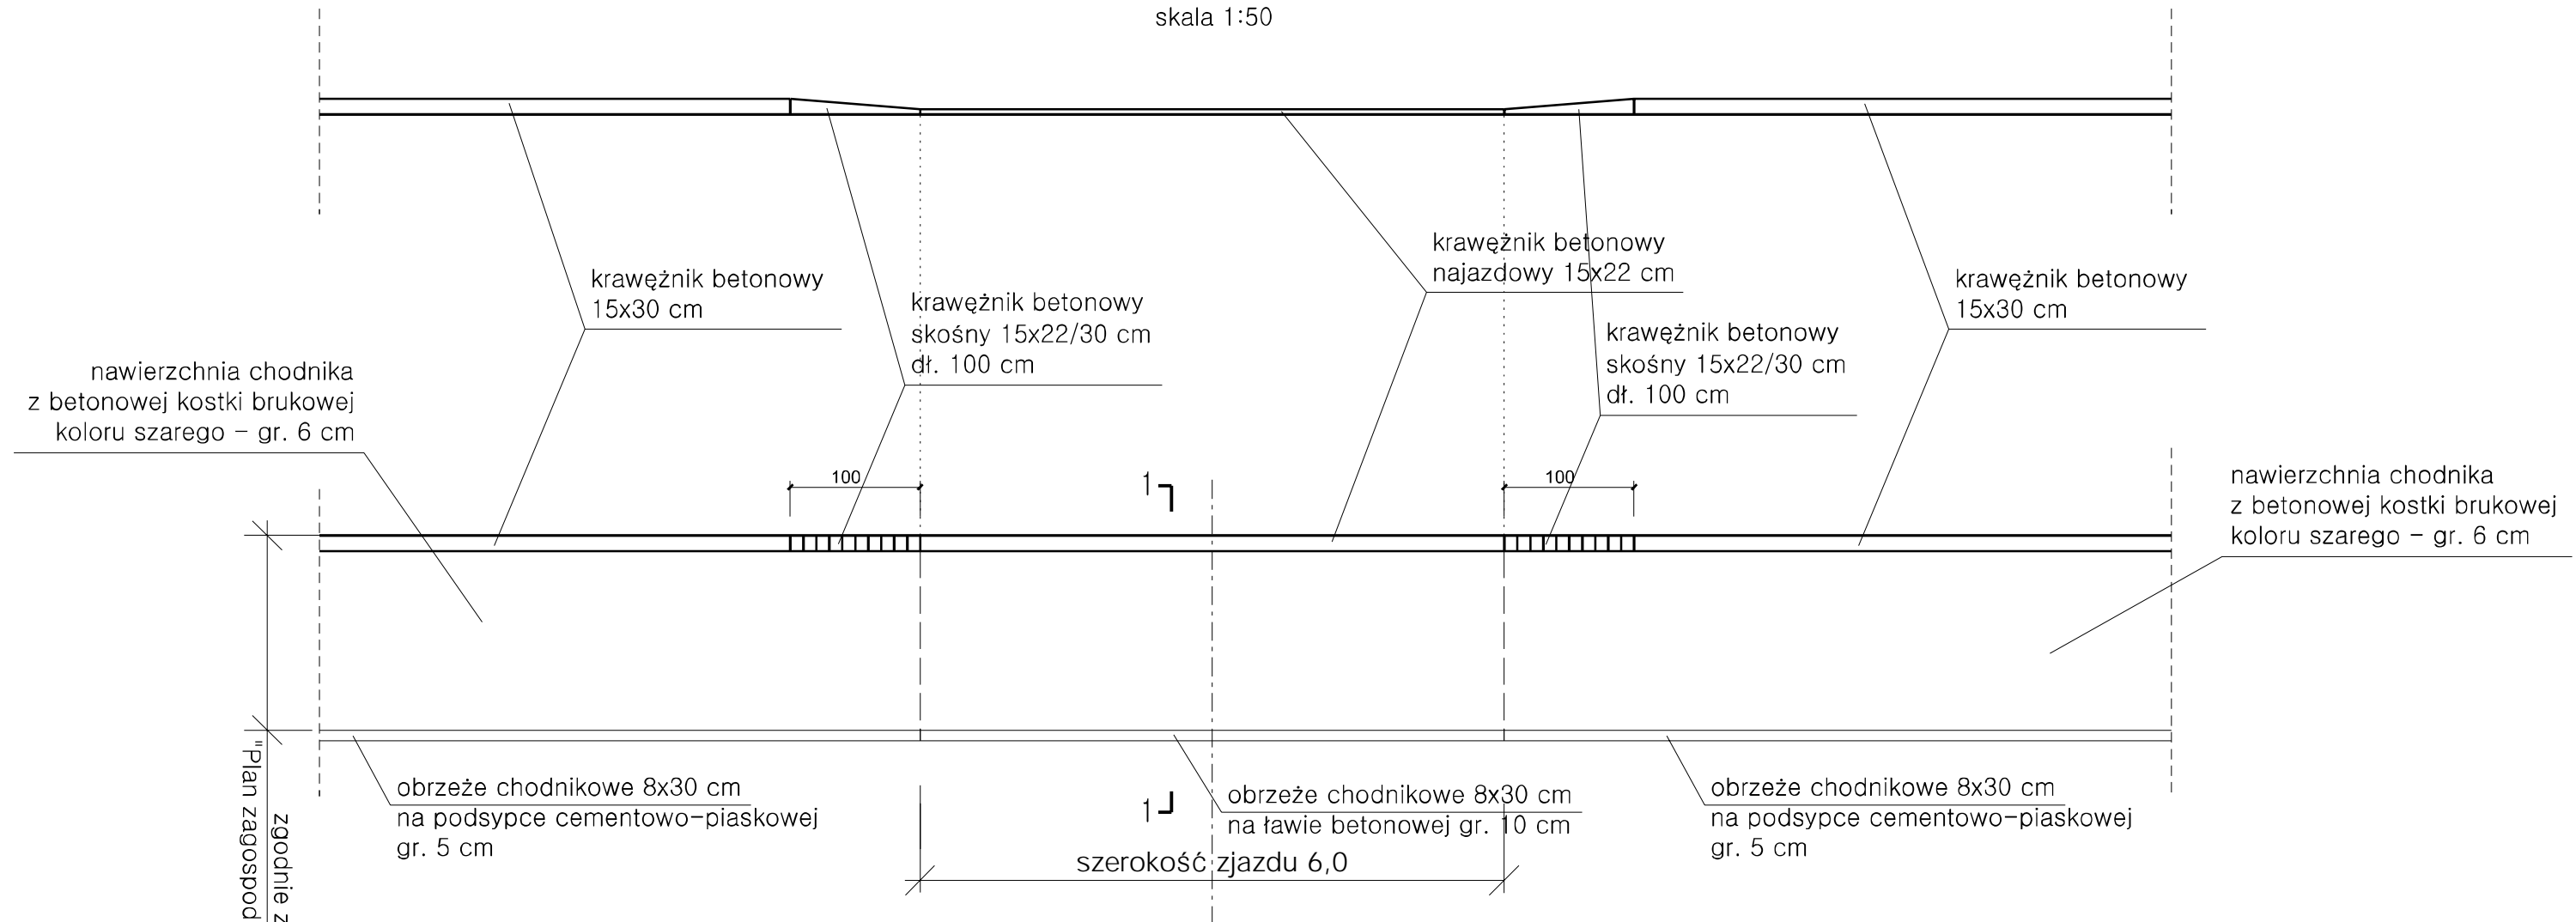 skala 1:50
krawężnik betonowy
15x30 cm
krawężnik betonowy
skośny 15x22/30 cm
dł. 100 cm
krawężnik betonowy
najazdowy 15x22 cm
krawężnik betonowy
skośny 15x22/30 cm
dł. 100 cm
krawężnik betonowy
15x30 cm
nawierzchnia chodnika
z betonowej kostki brukowej
koloru szarego - gr. 6 cm
100
1
100
nawierzchnia chodnika
z betonowej kostki brukowej
koloru szarego - gr. 6 cm
obrzeże chodnikowe 8x30 cm
na podsypce cementowo-piaskowej
gr. 5 cm
1
obrzeże chodnikowe 8x30 cm
na ławie betonowej gr. 10 cm
obrzeże chodnikowe 8x30 cm
na podsypce cementowo-piaskowej
gr. 5 cm
szerokość zjazdu 6,0
zgodnie z
"Plan zagospod